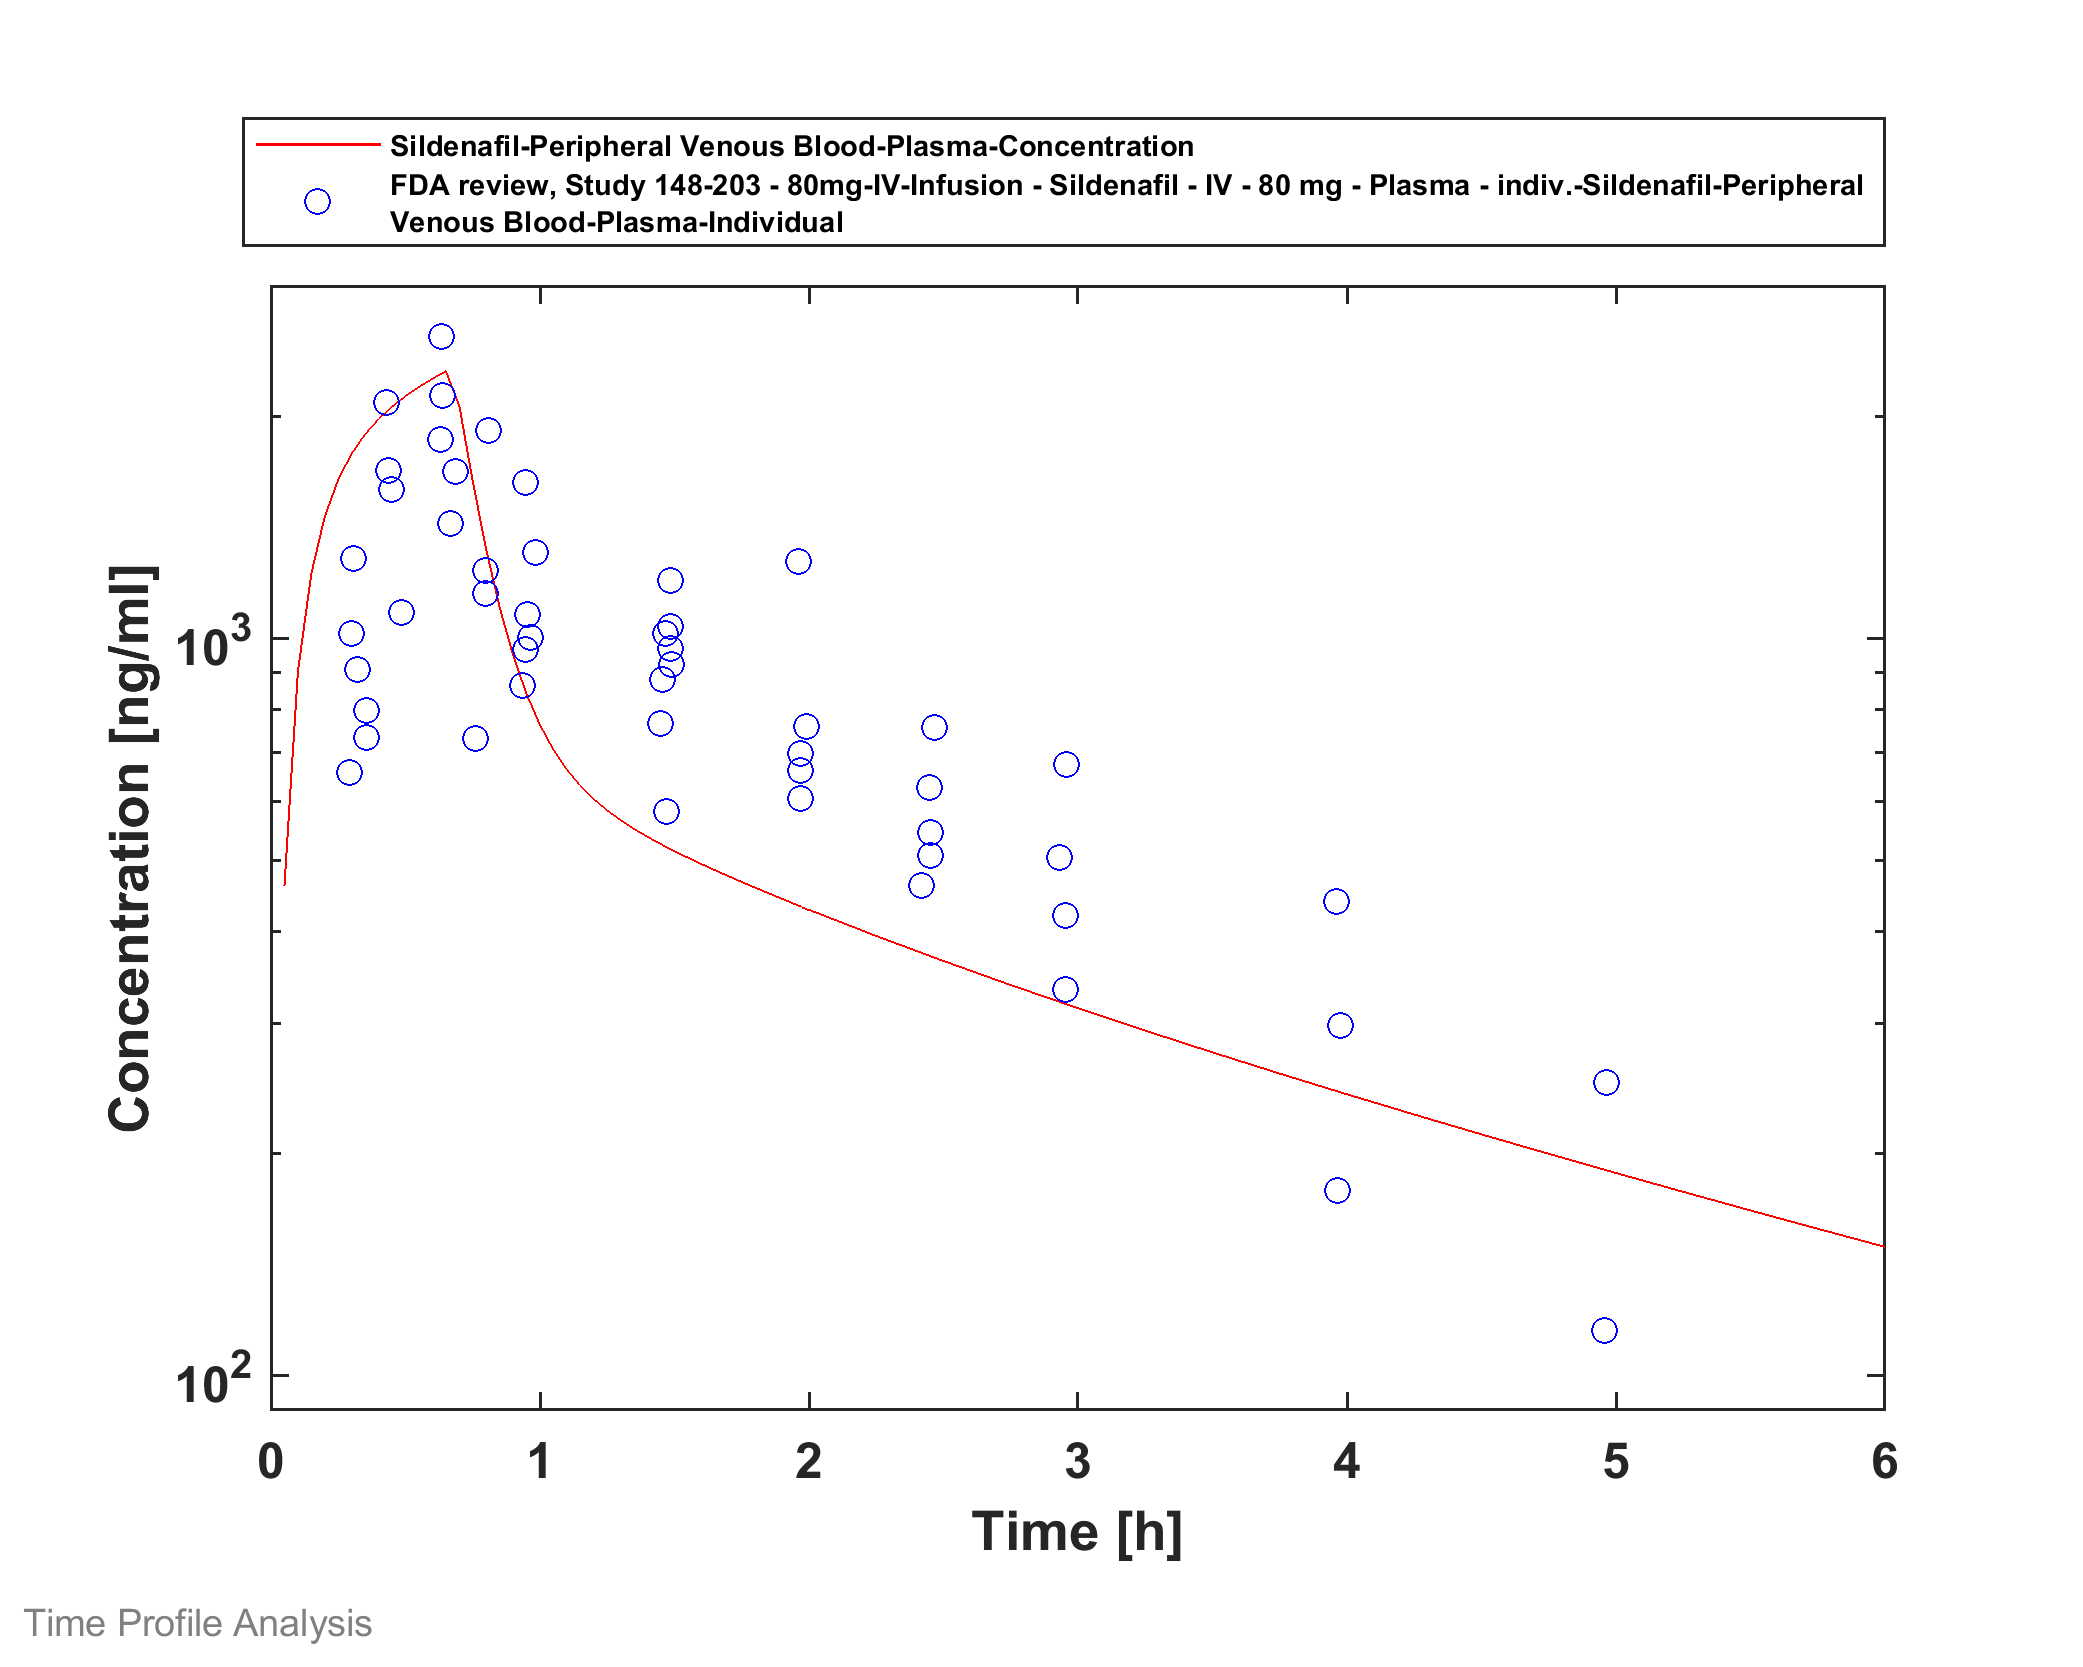 Sildenafil-Peripheral Venous Blood-Plasma-Concentration
FDA review, Study 148-203 - 80mg-IV-Infusion - Sildenafil - IV - 80 mg - Plasma - indiv.-Sildenafil-Peripheral
Venous Blood-Plasma-Individual
Concentration [ng/ml]
10³
10²
0 1 2 3 4 5 6
Time [h]
Time Profile Analysis